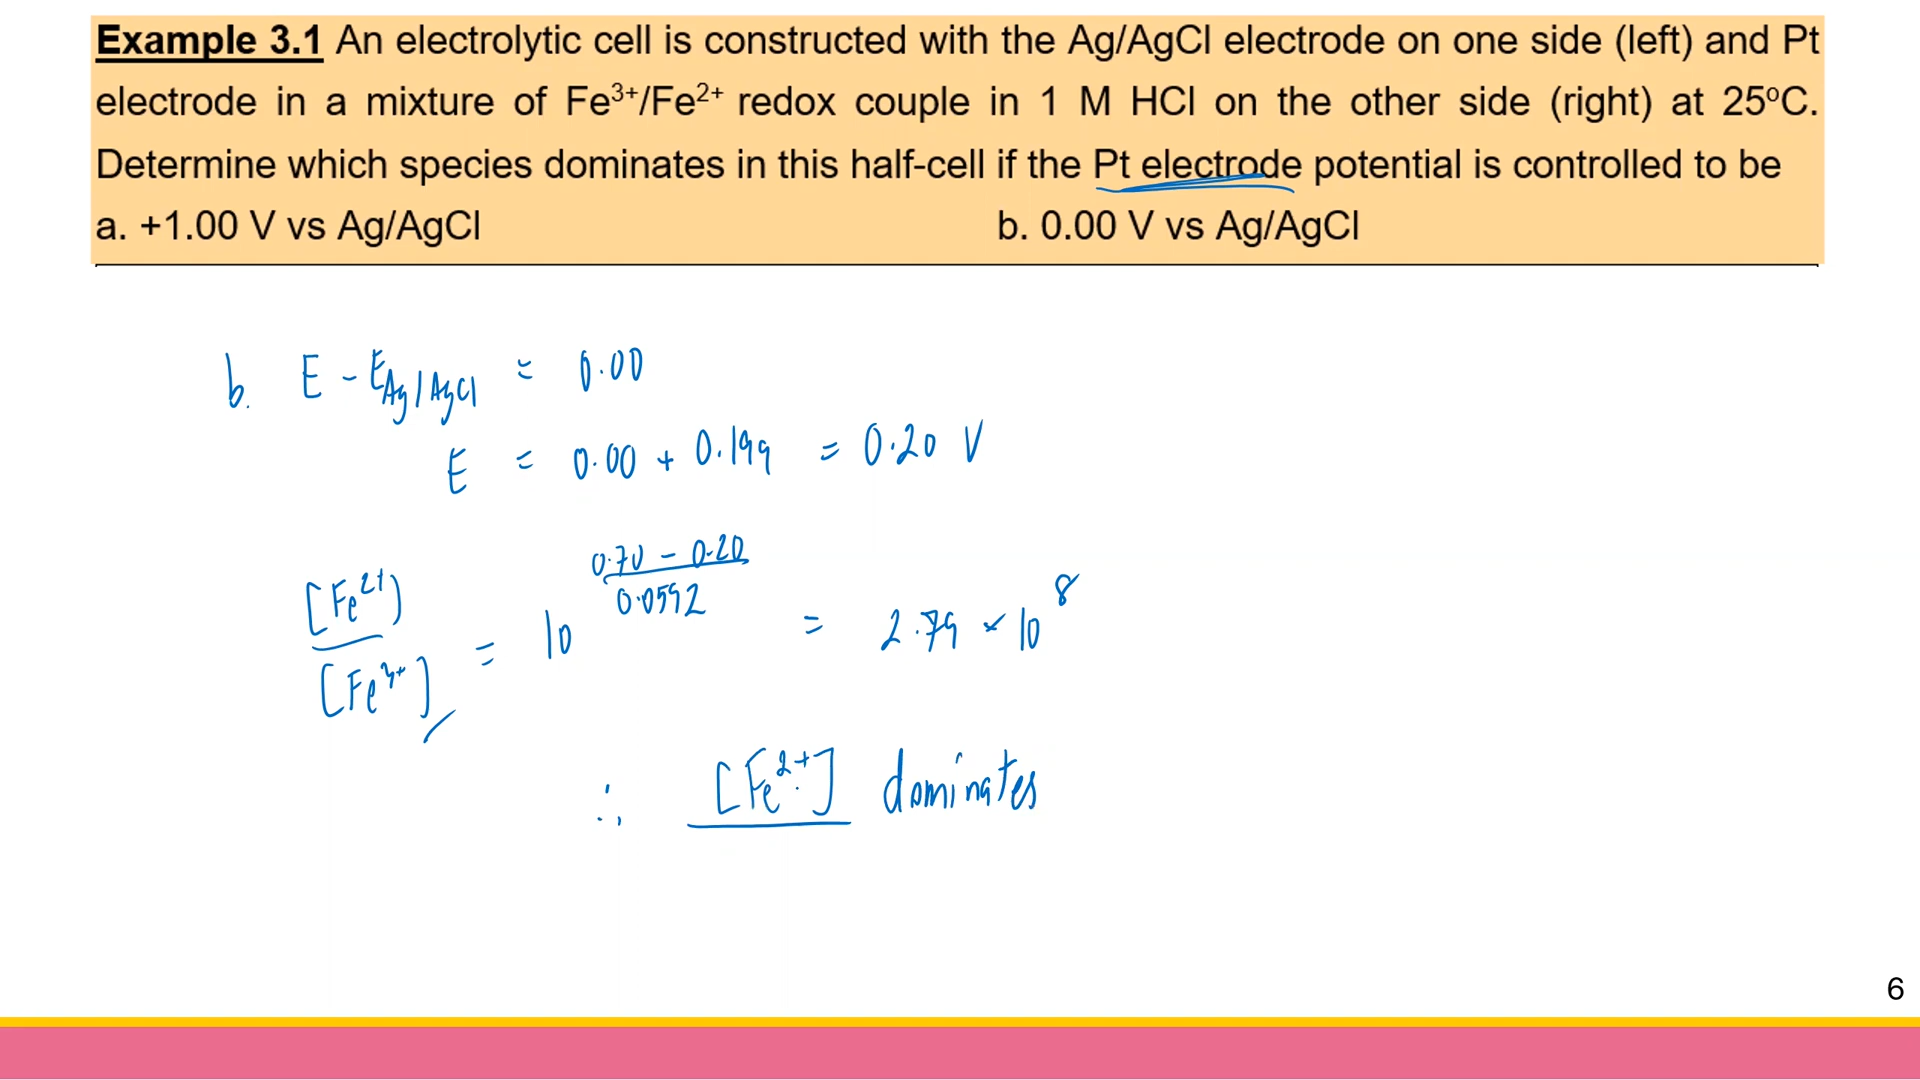 Example 3.1 An electrolytic cell is constructed with the Ag/AgCl electrode on one side (left) and Pt
electrode in a mixture of Fe³⁺/Fe²⁺ redox couple in 1 M HCl on the other side (right) at 25ºC.
Determine which species dominates in this half-cell if the Pt electrode potential is controlled to be
a. +1.00 V vs Ag/AgCl b. 0.00 V vs Ag/AgCl
b. E - E Ag/AgCl = 0.00
E = 0.00 + 0.199 = 0.20 V
0.70 - 0.20
[Fe²⁺) 0.0592 8
= 10 = 2.79 × 10
[Fe³⁺]
∴ [Fe²⁺] dominates
6